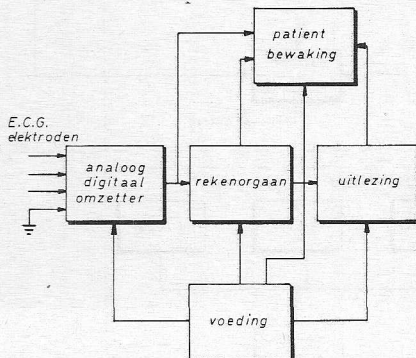 patient
bewaking
E.C.G.
elektroden
analoog
digitaal
omzetter
rekenorgaan
uitlezing
voeding